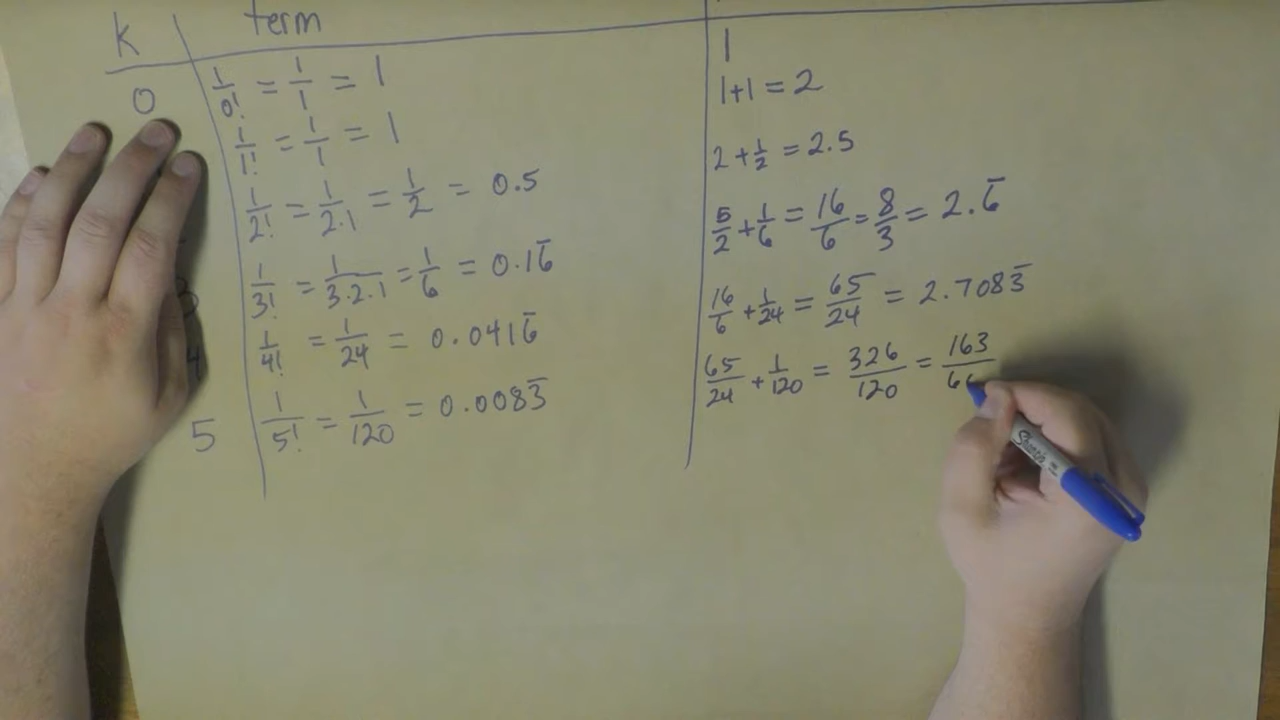 k term
0 1/0! = 1/1 = 1 1
1/1! = 1/1 = 1 1+1 = 2
1/2! = 1/2·1 = 1/2 = 0.5 2 + 1/2 = 2.5
3 1/3! = 1/3·2·1 = 1/6 = 0.16̅ 5/2 + 1/6 = 16/6 = 8/3 = 2.6̅
4 1/4! = 1/24 = 0.0416̅ 16/6 + 1/24 = 65/24 = 2.7083̅
5 1/5! = 1/120 = 0.0083̅ 65/24 + 1/120 = 326/120 = 163/
Sharpie